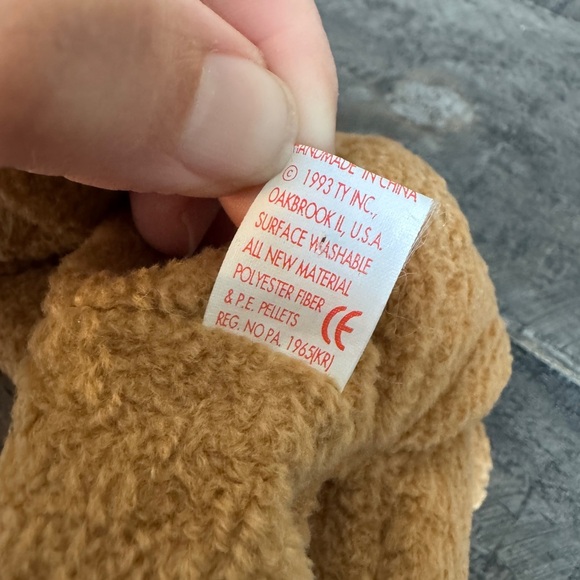 HANDMADE IN CHINA
© 1993 TY INC.,
OAKBROOK IL, U.S.A.
SURFACE WASHABLE
ALL NEW MATERIAL
POLYESTER FIBER
& P.E. PELLETS CE
REG. NO PA. 1965(KR)